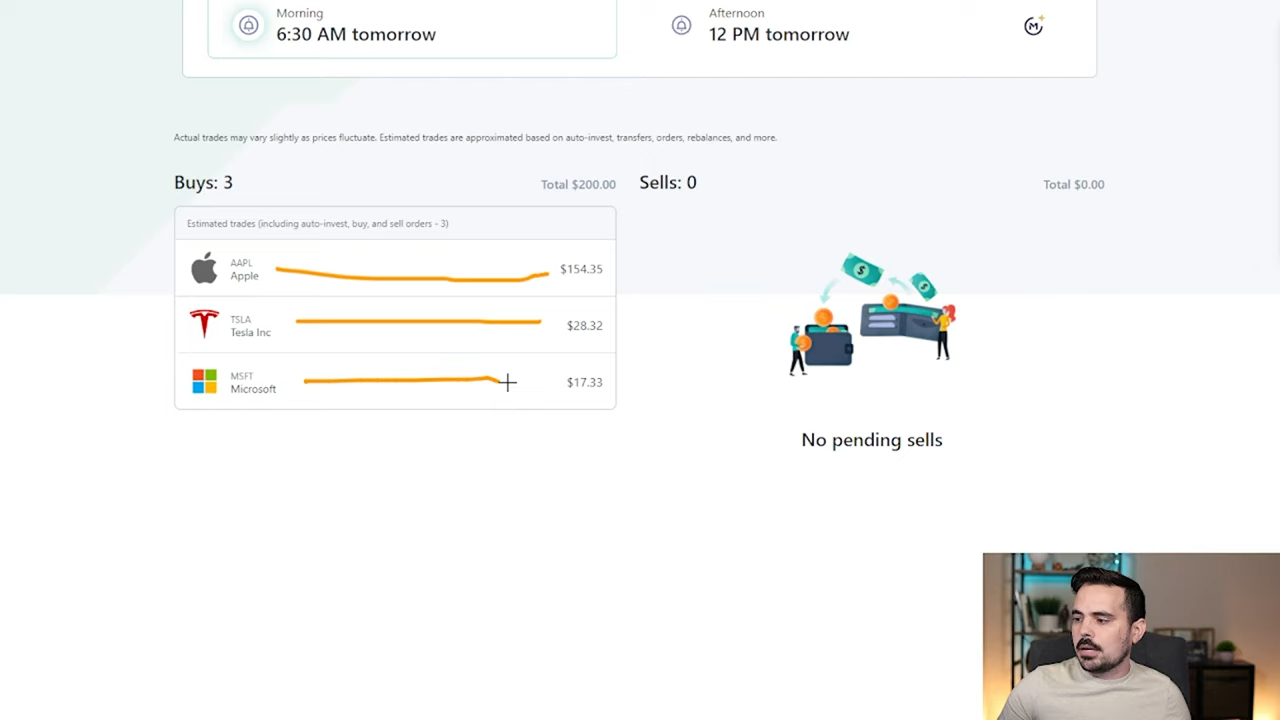 Morning
6:30 AM tomorrow
Afternoon
12 PM tomorrow
M
Actual trades may vary slightly as prices fluctuate. Estimated trades are approximated based on auto-invest, transfers, orders, rebalances, and more.
Buys: 3
Total $200.00
Sells: 0
Total $0.00
Estimated trades (including auto-invest, buy, and sell orders - 3)
AAPL
Apple
$154.35
TSLA
Tesla Inc
$28.32
MSFT
Microsoft
$17.33
No pending sells